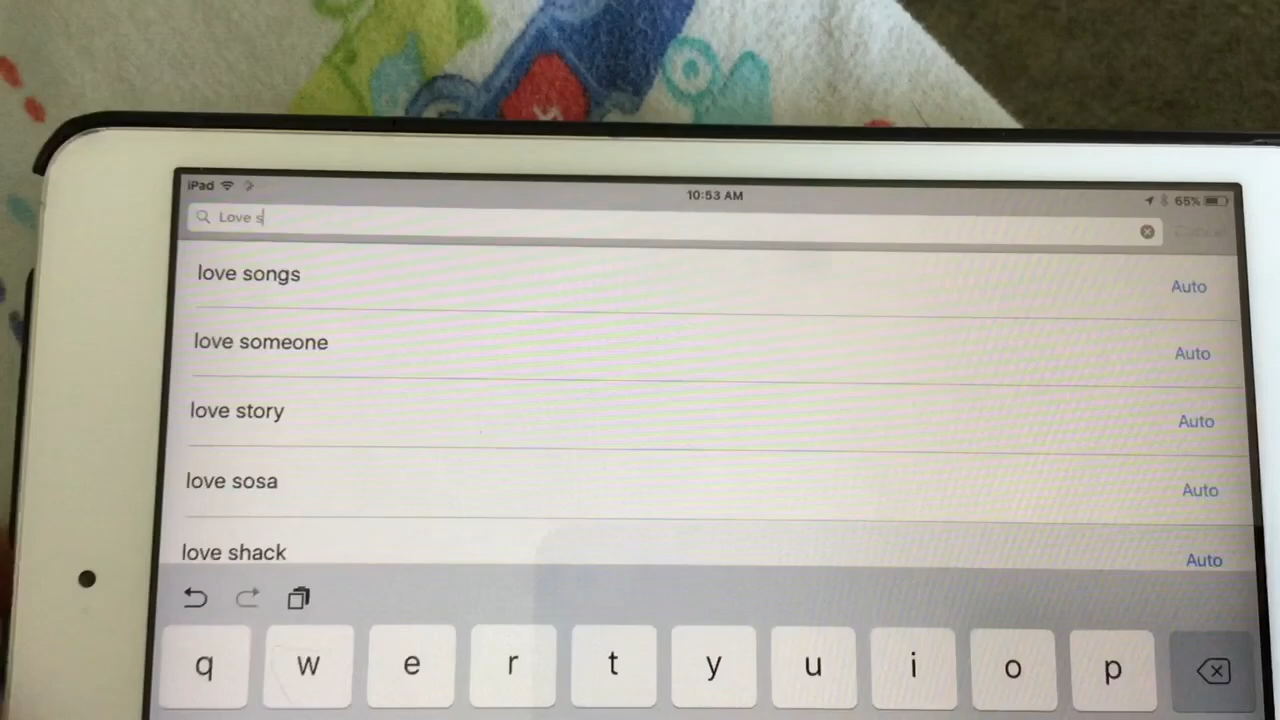 iPad
10:53 AM
65%
Love s
love songs
Auto
love someone
Auto
love story
Auto
love sosa
Auto
love shack
Auto
q w e r t y u i o p